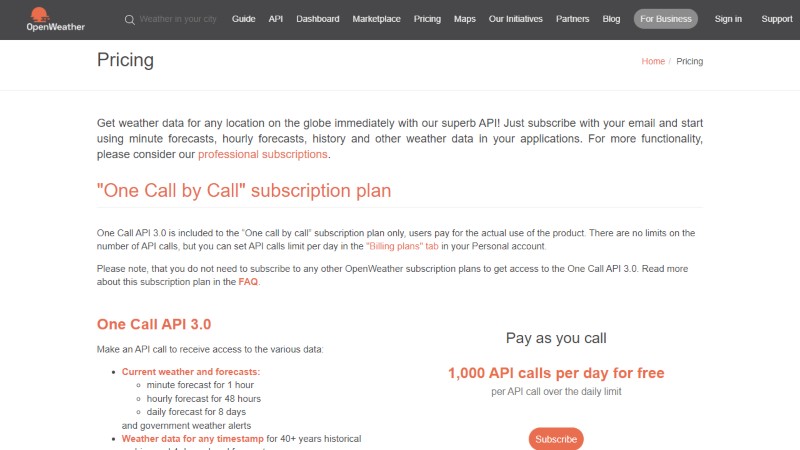 OpenWeather
Weather in your city
Guide API Dashboard Marketplace Pricing Maps Our Initiatives Partners Blog For Business Sign in Support
Pricing
Home / Pricing
Get weather data for any location on the globe immediately with our superb API! Just subscribe with your email and start
using minute forecasts, hourly forecasts, history and other weather data in your applications. For more functionality,
please consider our professional subscriptions.
"One Call by Call" subscription plan
One Call API 3.0 is included to the "One call by call" subscription plan only, users pay for the actual use of the product. There are no limits on the
number of API calls, but you can set API calls limit per day in the "Billing plans" tab in your Personal account.
Please note, that you do not need to subscribe to any other OpenWeather subscription plans to get access to the One Call API 3.0. Read more
about this subscription plan in the FAQ.
One Call API 3.0
Make an API call to receive access to the various data:
Current weather and forecasts:
minute forecast for 1 hour
hourly forecast for 48 hours
daily forecast for 8 days
and government weather alerts
Weather data for any timestamp for 40+ years historical
Pay as you call
1,000 API calls per day for free
per API call over the daily limit
Subscribe